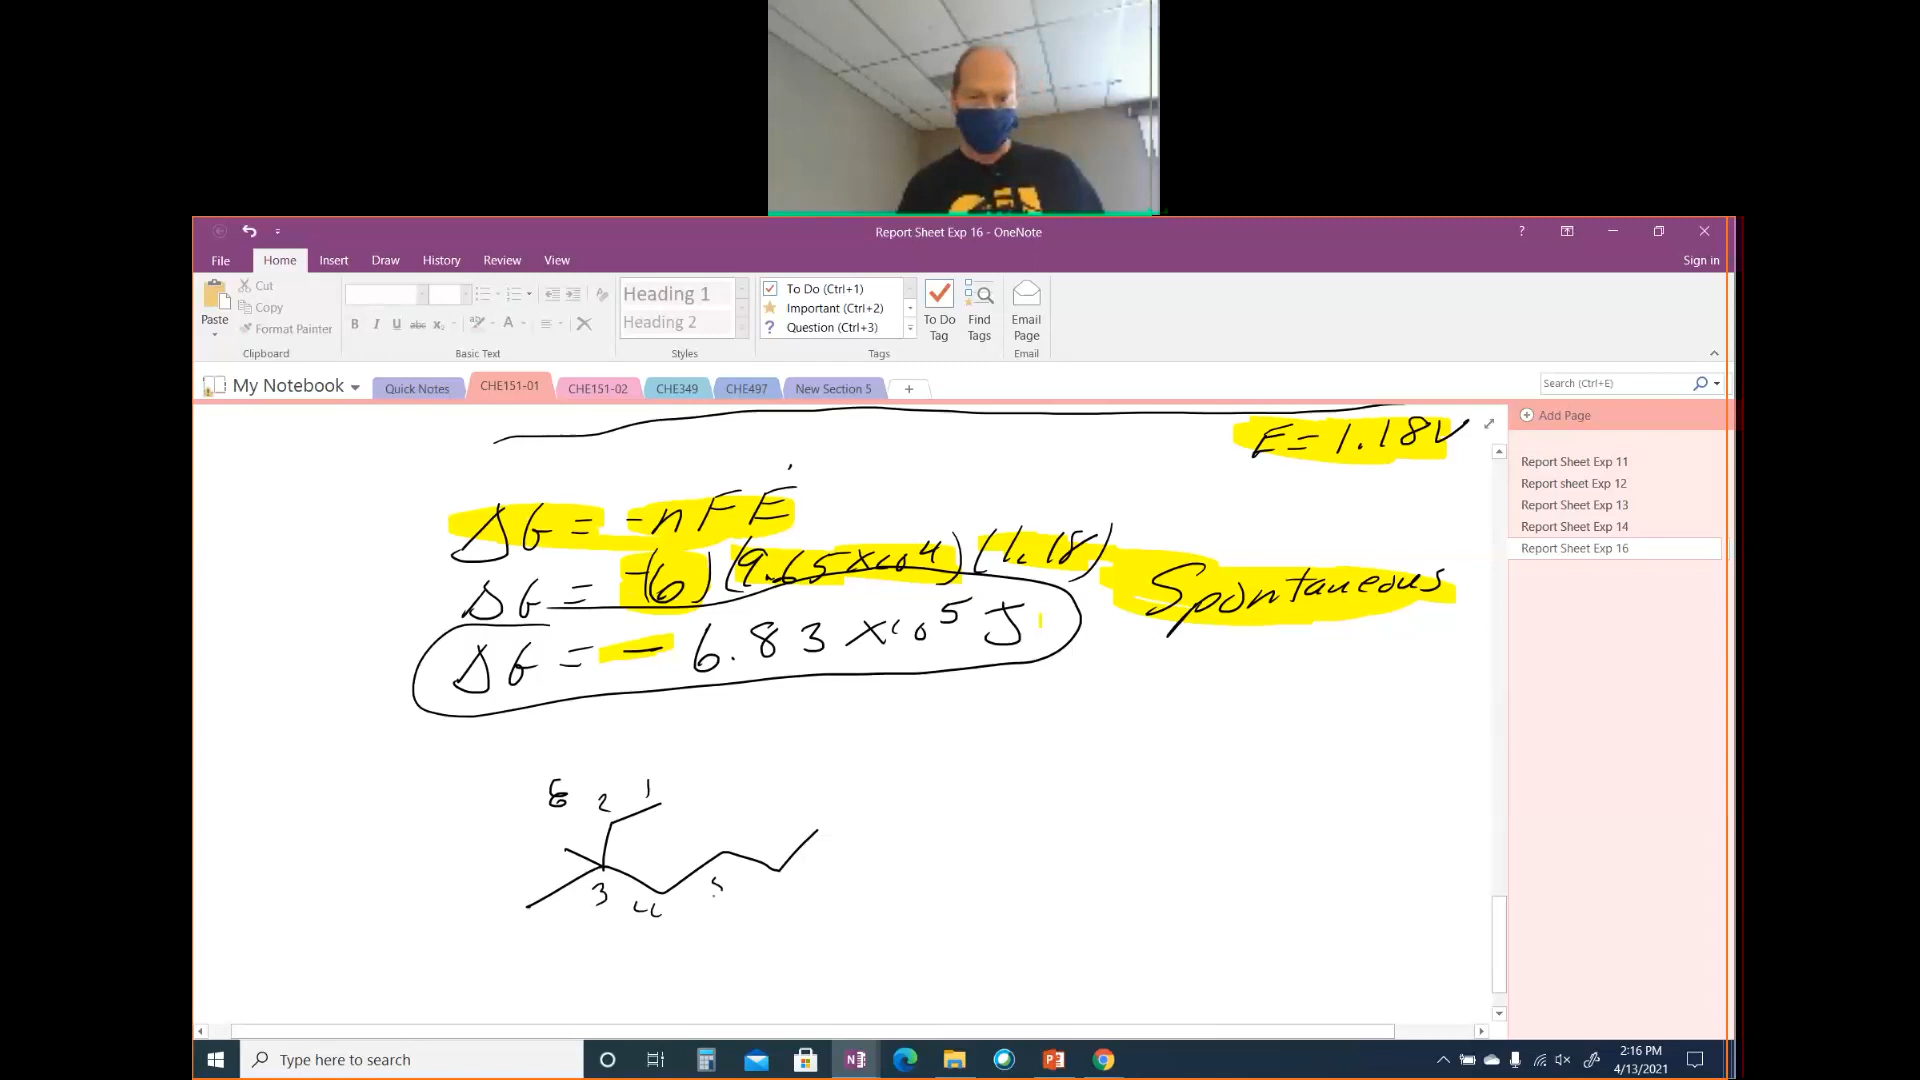 Report Sheet Exp 16 - OneNote
?
File Home Insert Draw History Review View
Sign in
Paste
Cut
Copy
Format Painter
Clipboard
B I U abc x₂ A
Basic Text
Heading 1
Heading 2
Styles
To Do (Ctrl+1)
Important (Ctrl+2)
? Question (Ctrl+3)
Tags
To Do Tag
Find Tags
Email Page
Email
My Notebook Quick Notes CHE151-01 CHE151-02 CHE349 CHE497 New Section 5 +
Search (Ctrl+E)
Add Page
Report Sheet Exp 11
Report sheet Exp 12
Report Sheet Exp 13
Report Sheet Exp 14
Report Sheet Exp 16
E = 1.18V
ΔG = -nFE
ΔG = -(6)(9.65x10⁴)(1.18)
Spontaneous
ΔG = - 6.83 x10⁵ J
2 1
3 4 5
Type here to search
2:16 PM
4/13/2021